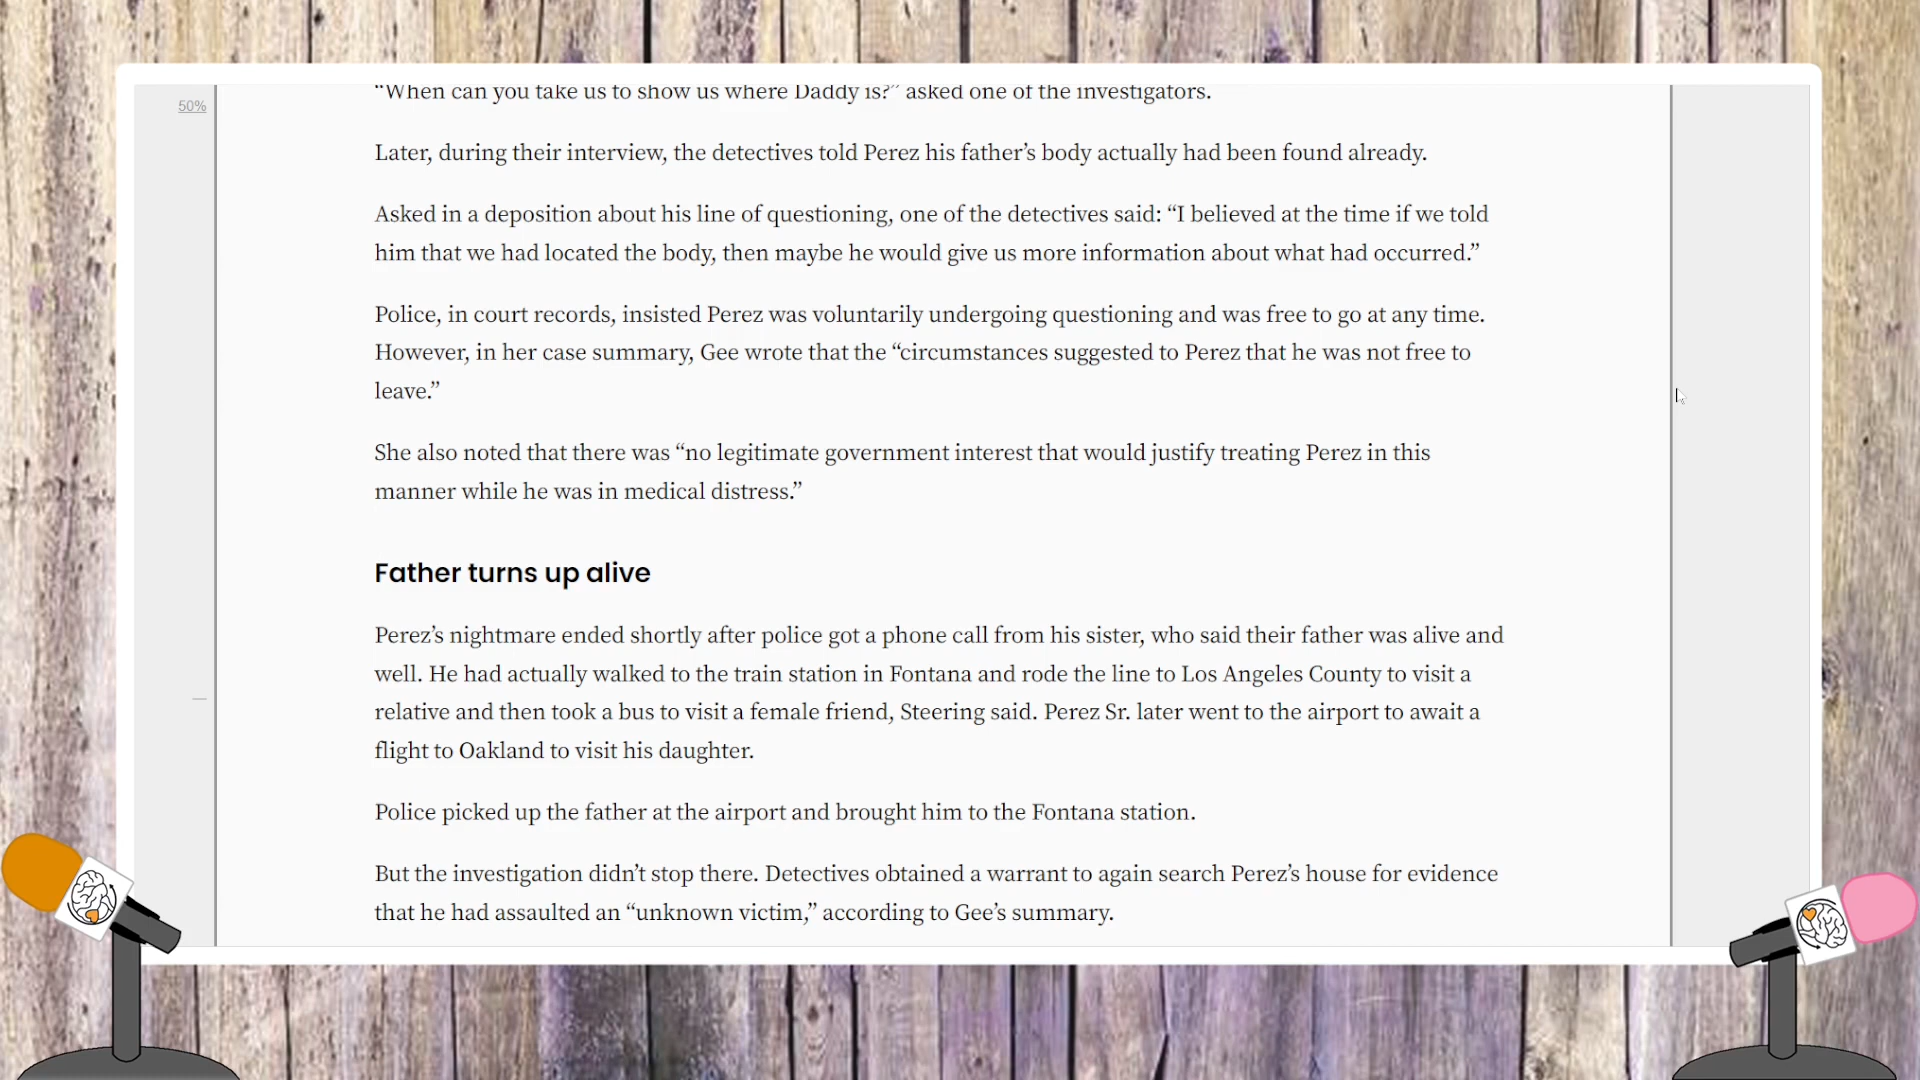 “When can you take us to show us where Daddy is?” asked one of the investigators.
50%
Later, during their interview, the detectives told Perez his father’s body actually had been found already.
Asked in a deposition about his line of questioning, one of the detectives said: “I believed at the time if we told
him that we had located the body, then maybe he would give us more information about what had occurred.”
Police, in court records, insisted Perez was voluntarily undergoing questioning and was free to go at any time.
However, in her case summary, Gee wrote that the “circumstances suggested to Perez that he was not free to
leave.”
She also noted that there was “no legitimate government interest that would justify treating Perez in this
manner while he was in medical distress.”
Father turns up alive
Perez’s nightmare ended shortly after police got a phone call from his sister, who said their father was alive and
well. He had actually walked to the train station in Fontana and rode the line to Los Angeles County to visit a
relative and then took a bus to visit a female friend, Steering said. Perez Sr. later went to the airport to await a
flight to Oakland to visit his daughter.
Police picked up the father at the airport and brought him to the Fontana station.
But the investigation didn’t stop there. Detectives obtained a warrant to again search Perez’s house for evidence
that he had assaulted an “unknown victim,” according to Gee’s summary.